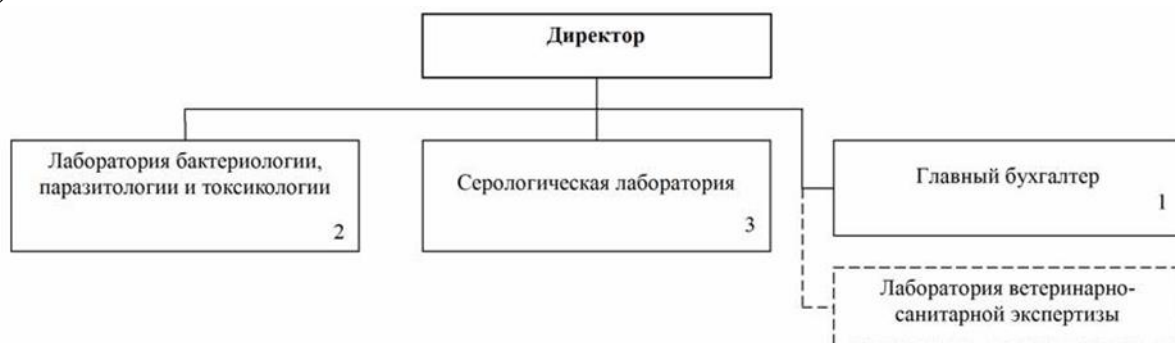 Директор
Лаборатория бактериологии,
паразитологии и токсикологии
2
Серологическая лаборатория
3
Главный бухгалтер
1
Лаборатория ветеринарно-
санитарной экспертизы